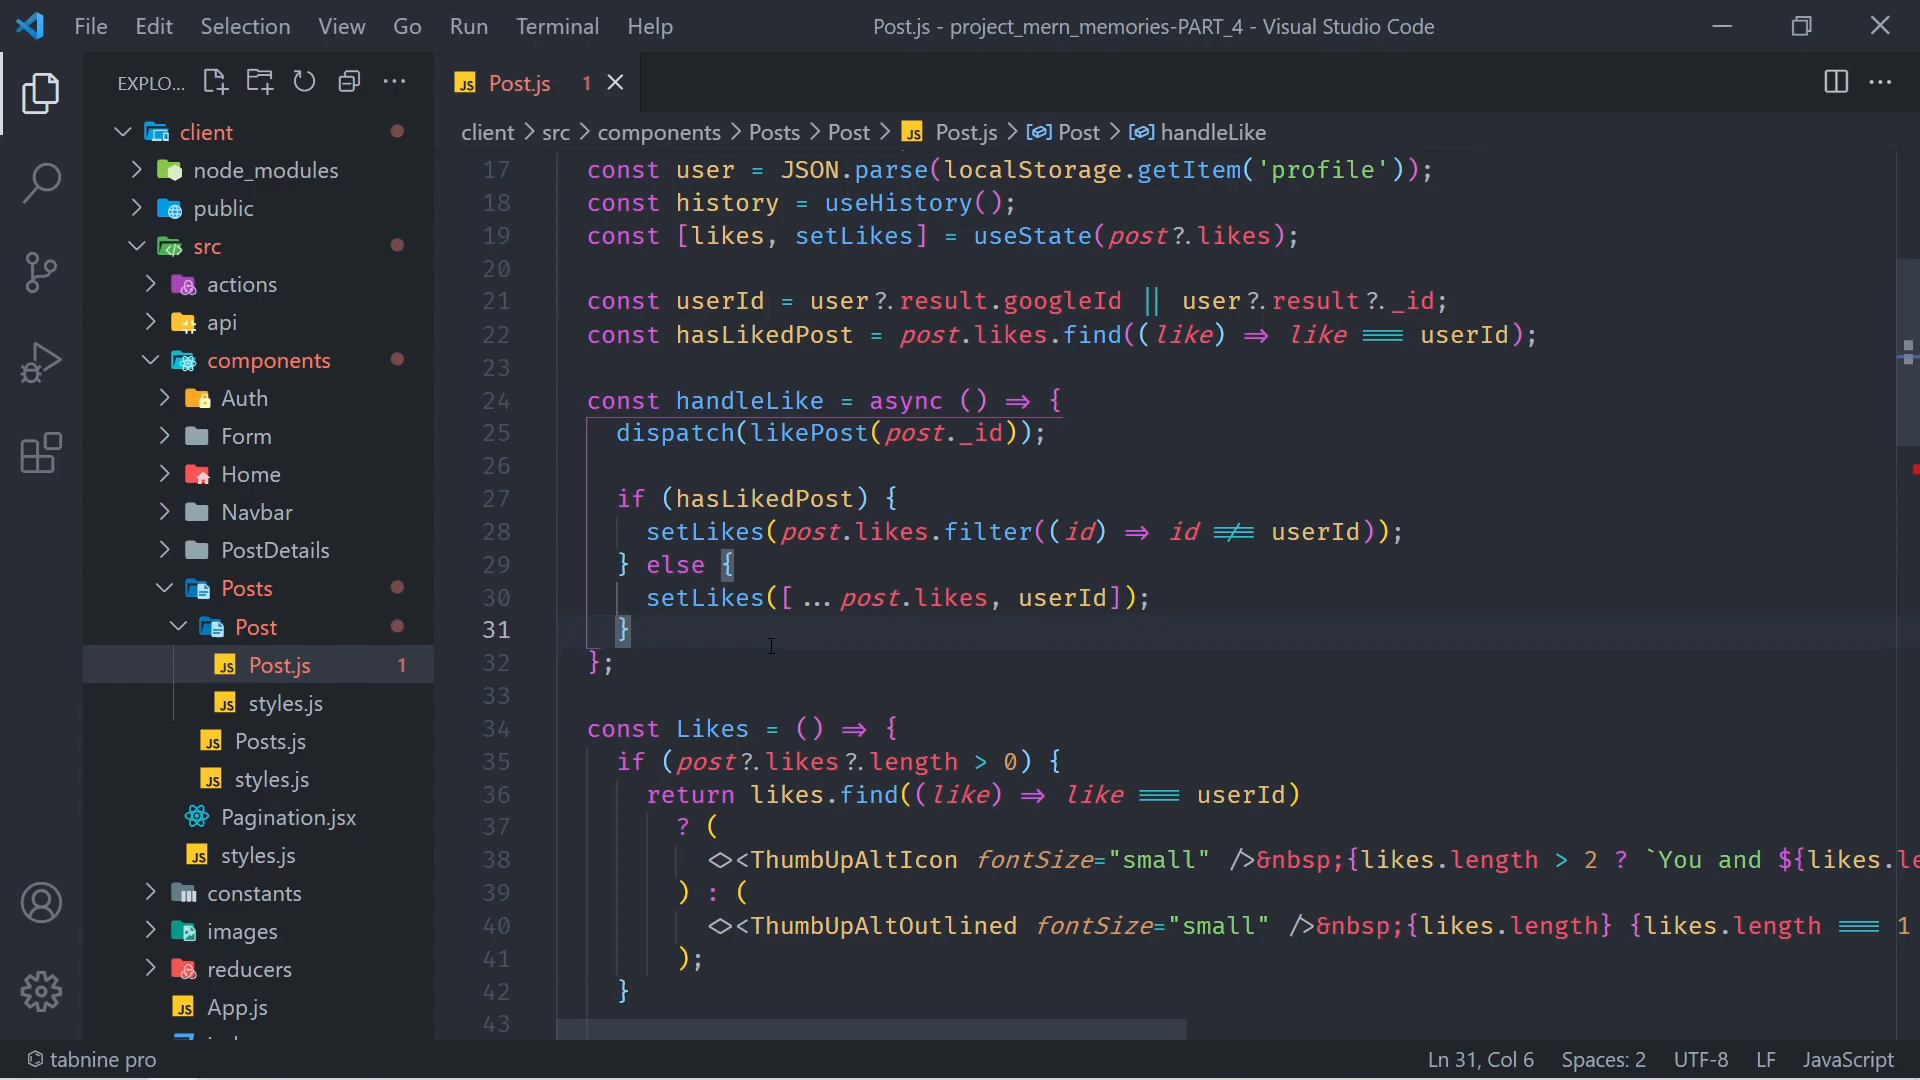 File Edit Selection View Go Run Terminal Help
Post.js - project_mern_memories-PART_4 - Visual Studio Code
EXPLO...
client
node_modules
public
src
actions
api
components
Auth
Form
Home
Navbar
PostDetails
Posts
Post
JS Post.js 1
JS styles.js
JS Posts.js
JS styles.js
Pagination.jsx
JS styles.js
constants
images
reducers
JS App.js
JS Post.js 1
client > src > components > Posts > Post > JS Post.js > Post > handleLike
17 const user = JSON.parse(localStorage.getItem('profile'));
18 const history = useHistory();
19 const [likes, setLikes] = useState(post?.likes);
20
21 const userId = user?.result.googleId || user?.result?._id;
22 const hasLikedPost = post.likes.find((like) => like === userId);
23
24 const handleLike = async () => {
25 dispatch(likePost(post._id));
26
27 if (hasLikedPost) {
28 setLikes(post.likes.filter((id) => id !== userId));
29 } else {
30 setLikes([...post.likes, userId]);
31 }
32 };
33
34 const Likes = () => {
35 if (post?.likes?.length > 0) {
36 return likes.find((like) => like === userId)
37 ? (
38 <><ThumbUpAltIcon fontSize="small" />&nbsp;{likes.length > 2 ? `You and ${likes.le
39 ) : (
40 <><ThumbUpAltOutlined fontSize="small" />&nbsp;{likes.length} {likes.length === 1
41 );
42 }
43
tabnine pro
Ln 31, Col 6 Spaces: 2 UTF-8 LF JavaScript